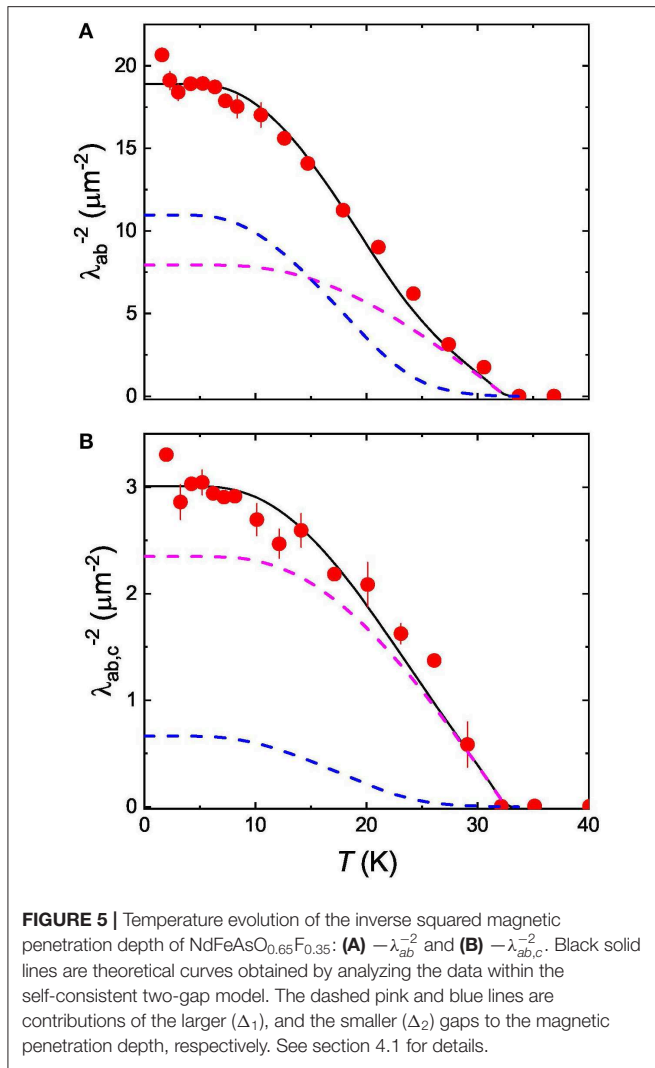 A
20
15
10
5
0
λab⁻² (μm⁻²)
B
3
2
1
0
λab,c⁻² (μm⁻²)
0 10 20 30 40
T (K)
FIGURE 5 | Temperature evolution of the inverse squared magnetic
penetration depth of NdFeAsO₀.₆₅F₀.₃₅: (A) −λab⁻² and (B) −λab,c⁻². Black solid
lines are theoretical curves obtained by analyzing the data within the
self-consistent two-gap model. The dashed pink and blue lines are
contributions of the larger (Δ₁), and the smaller (Δ₂) gaps to the magnetic
penetration depth, respectively. See section 4.1 for details.